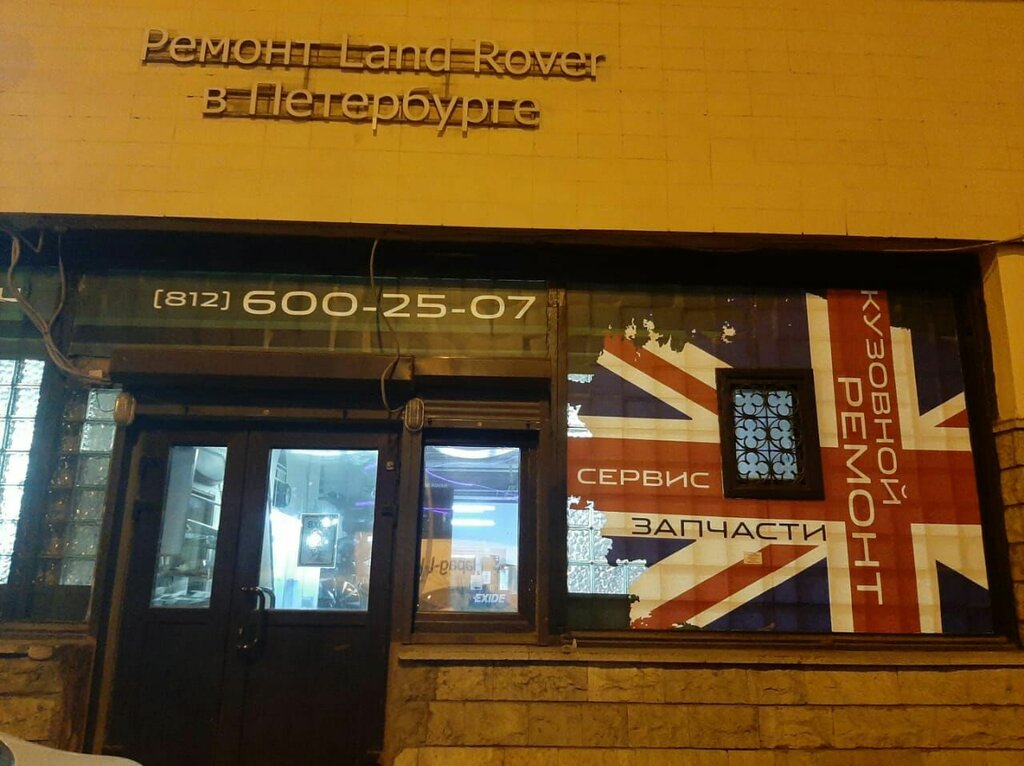 Ремонт Land Rover
в Петербурге
[812] 600-25-07
СЕРВИС
ЗАПЧАСТИ
КУЗОВНОЙ
РЕМОНТ
EXIDE